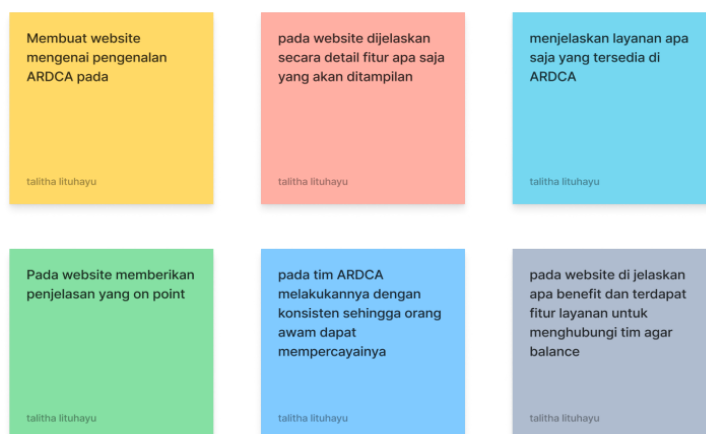 Membuat website
mengenai pengenalan
ARDCA pada
talitha lituhayu
pada website dijelaskan
secara detail fitur apa saja
yang akan ditampilan
talitha lituhayu
menjelaskan layanan apa
saja yang tersedia di
ARDCA
talitha lituhayu
Pada website memberikan
penjelasan yang on point
talitha lituhayu
pada tim ARDCA
melakukannya dengan
konsisten sehingga orang
awam dapat
mempercayainya
talitha lituhayu
pada website di jelaskan
apa benefit dan terdapat
fitur layanan untuk
menghubungi tim agar
balance
talitha lituhayu